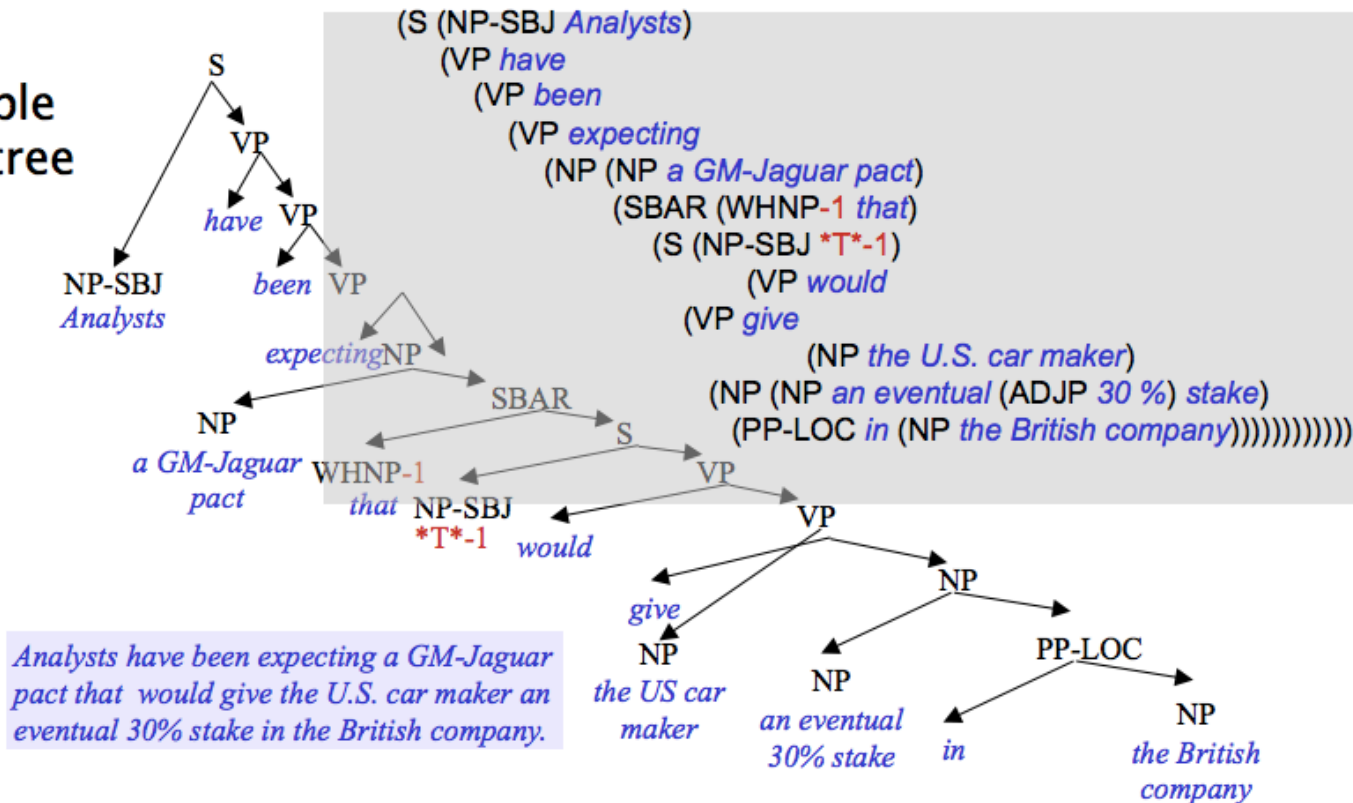 ple
tree
(S (NP-SBJ Analysts)
(VP have
(VP been
(VP expecting
(NP (NP a GM-Jaguar pact)
(SBAR (WHNP-1 that)
(S (NP-SBJ *T*-1)
(VP would
(VP give
(NP the U.S. car maker)
(NP (NP an eventual (ADJP 30 %) stake)
(PP-LOC in (NP the British company))))))))))))
S
VP
have VP
NP-SBJ been VP
Analysts
expectingNP
SBAR
NP S
a GM-Jaguar WHNP-1 VP
pact that NP-SBJ VP
*T*-1 would
NP
give
NP PP-LOC
the US car NP
maker an eventual in NP
30% stake the British
company
Analysts have been expecting a GM-Jaguar
pact that would give the U.S. car maker an
eventual 30% stake in the British company.